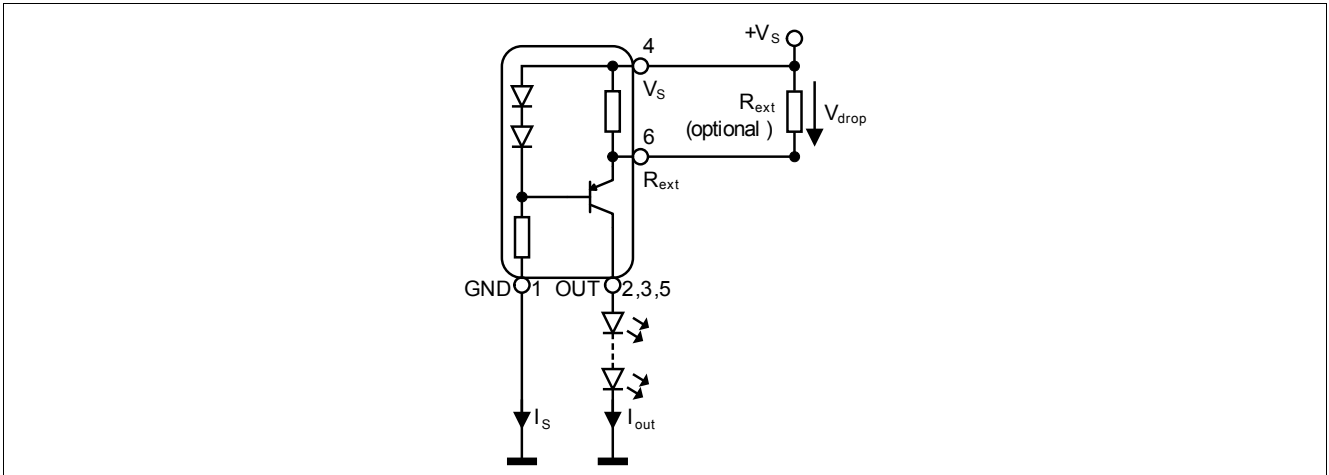 +VS
4
VS
Rext
(optional )
Vdrop
6
Rext
GND 1 OUT 2,3,5
IS
Iout